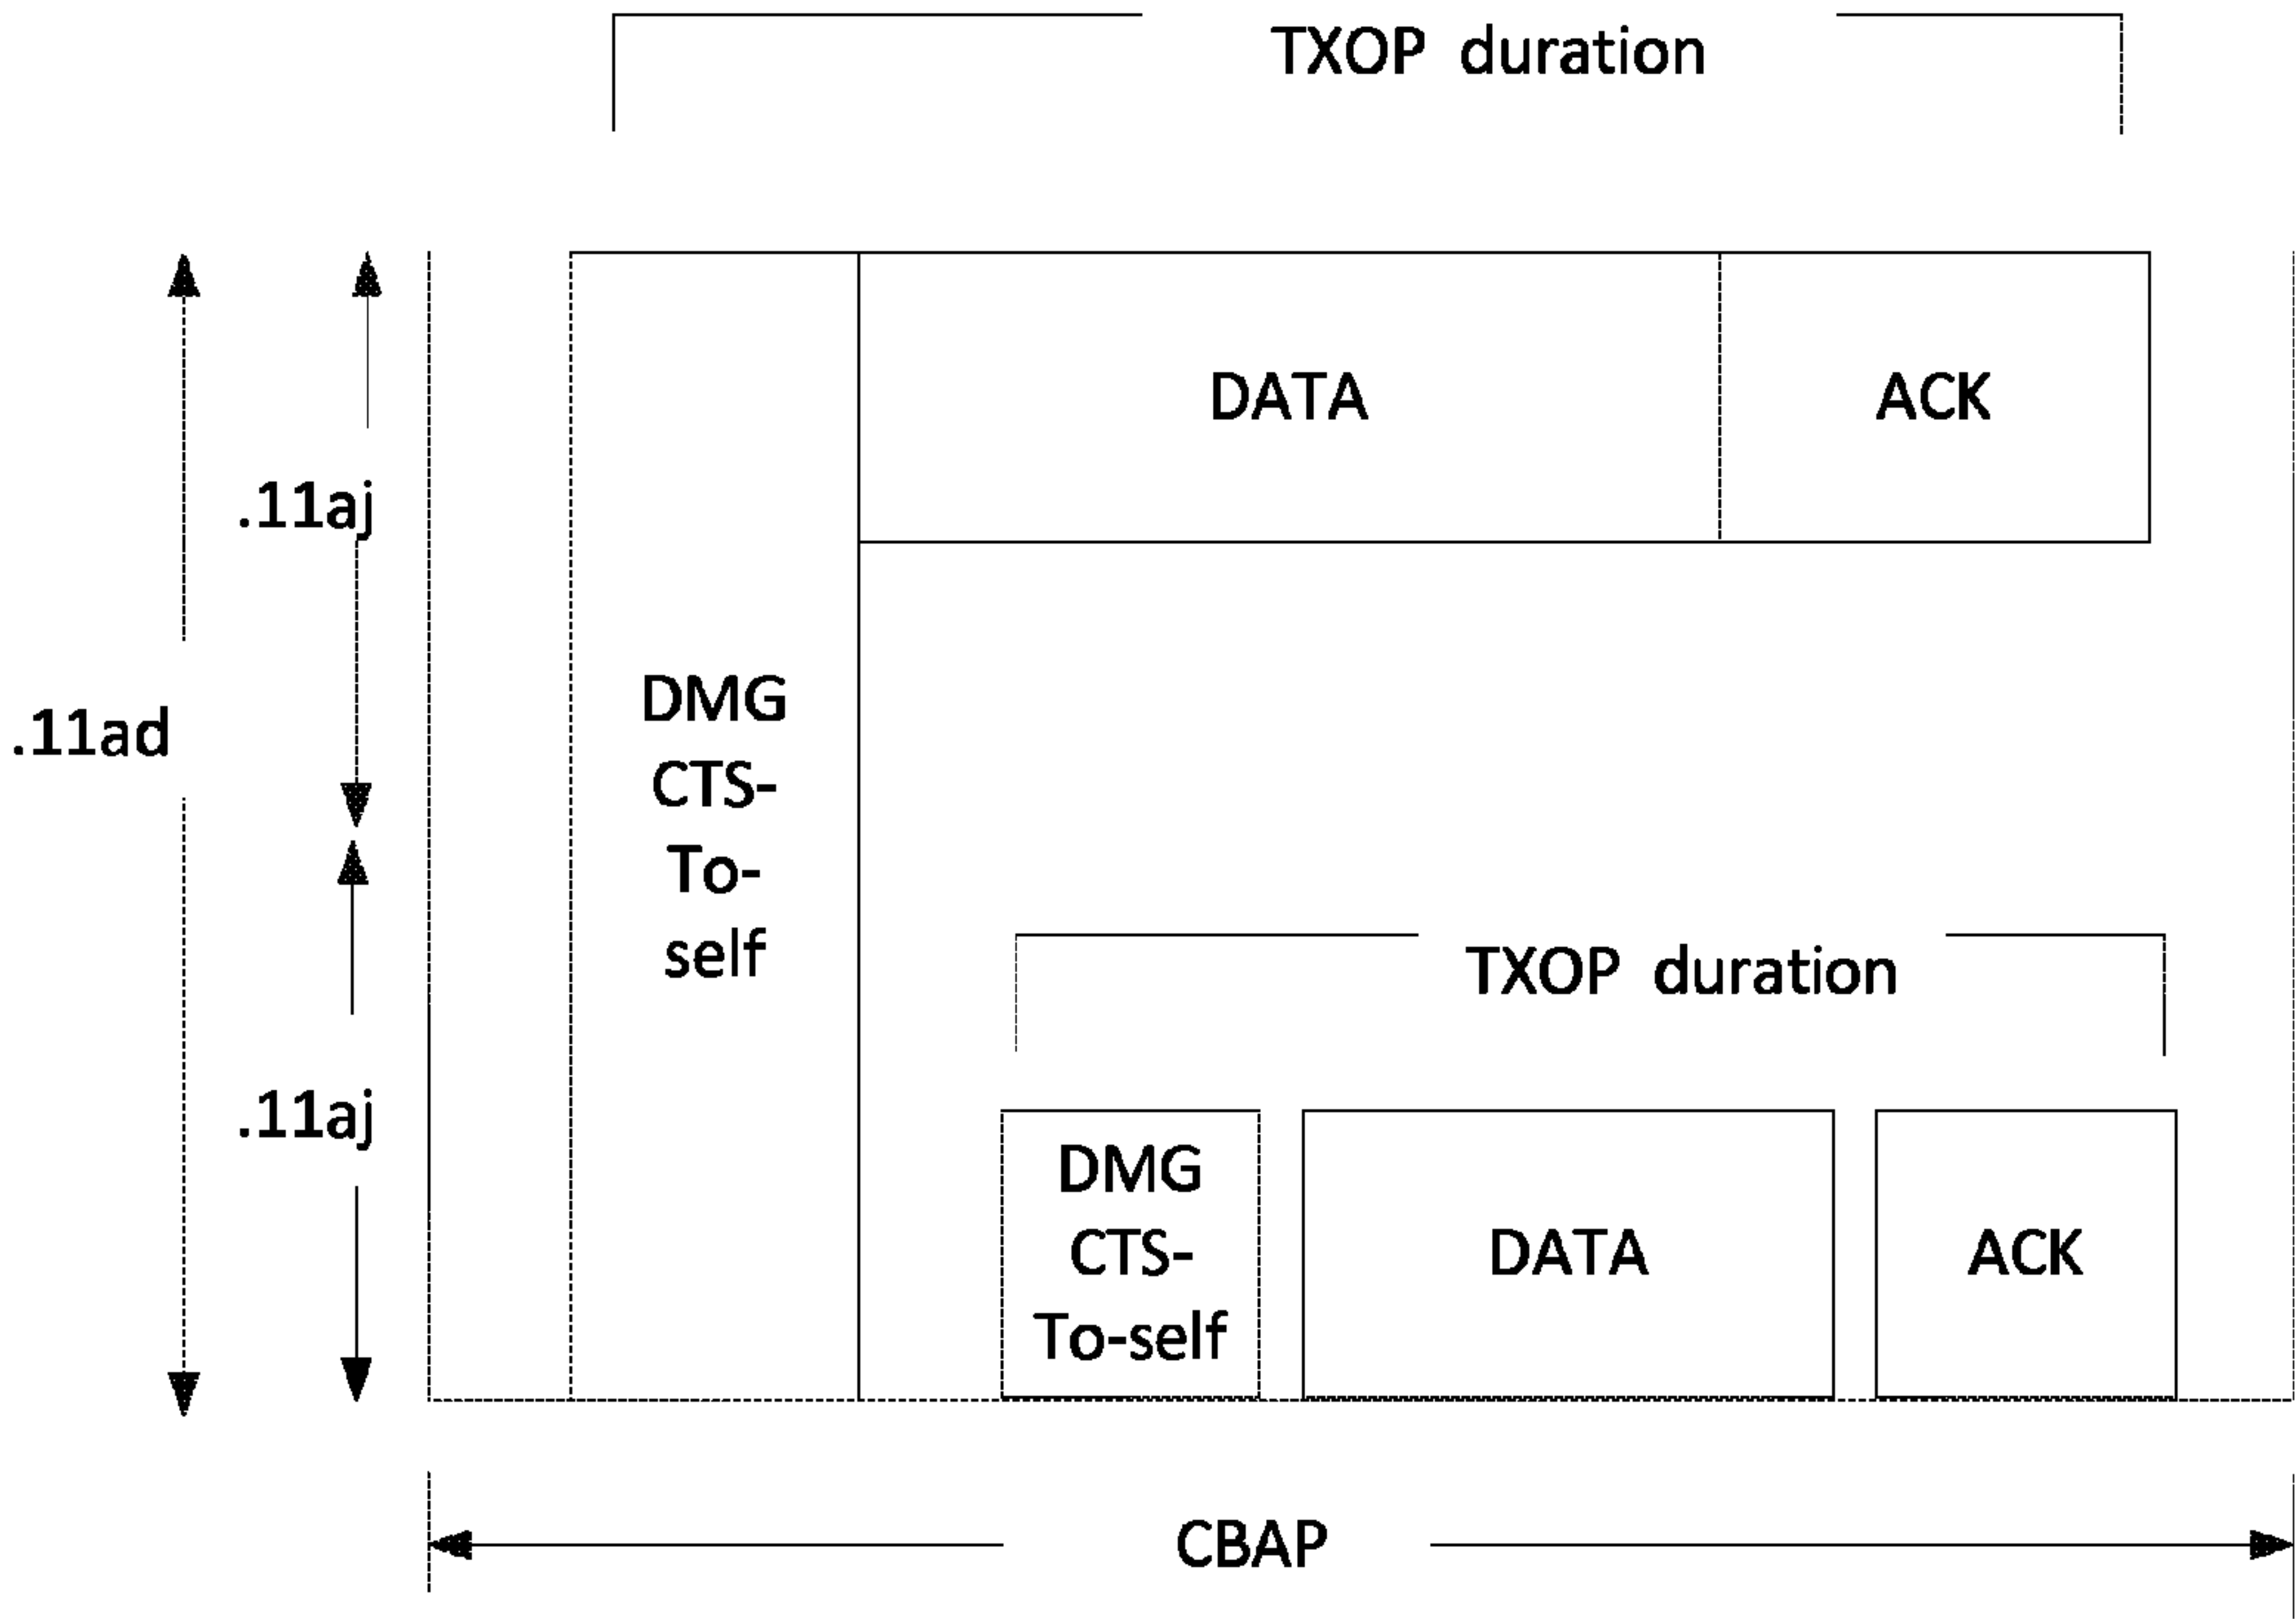 TXOP duration
DATA
ACK
.11aj
DMG
CTS-
To-
self
.11ad
TXOP duration
.11aj
DMG
CTS-
To-self
DATA
ACK
CBAP